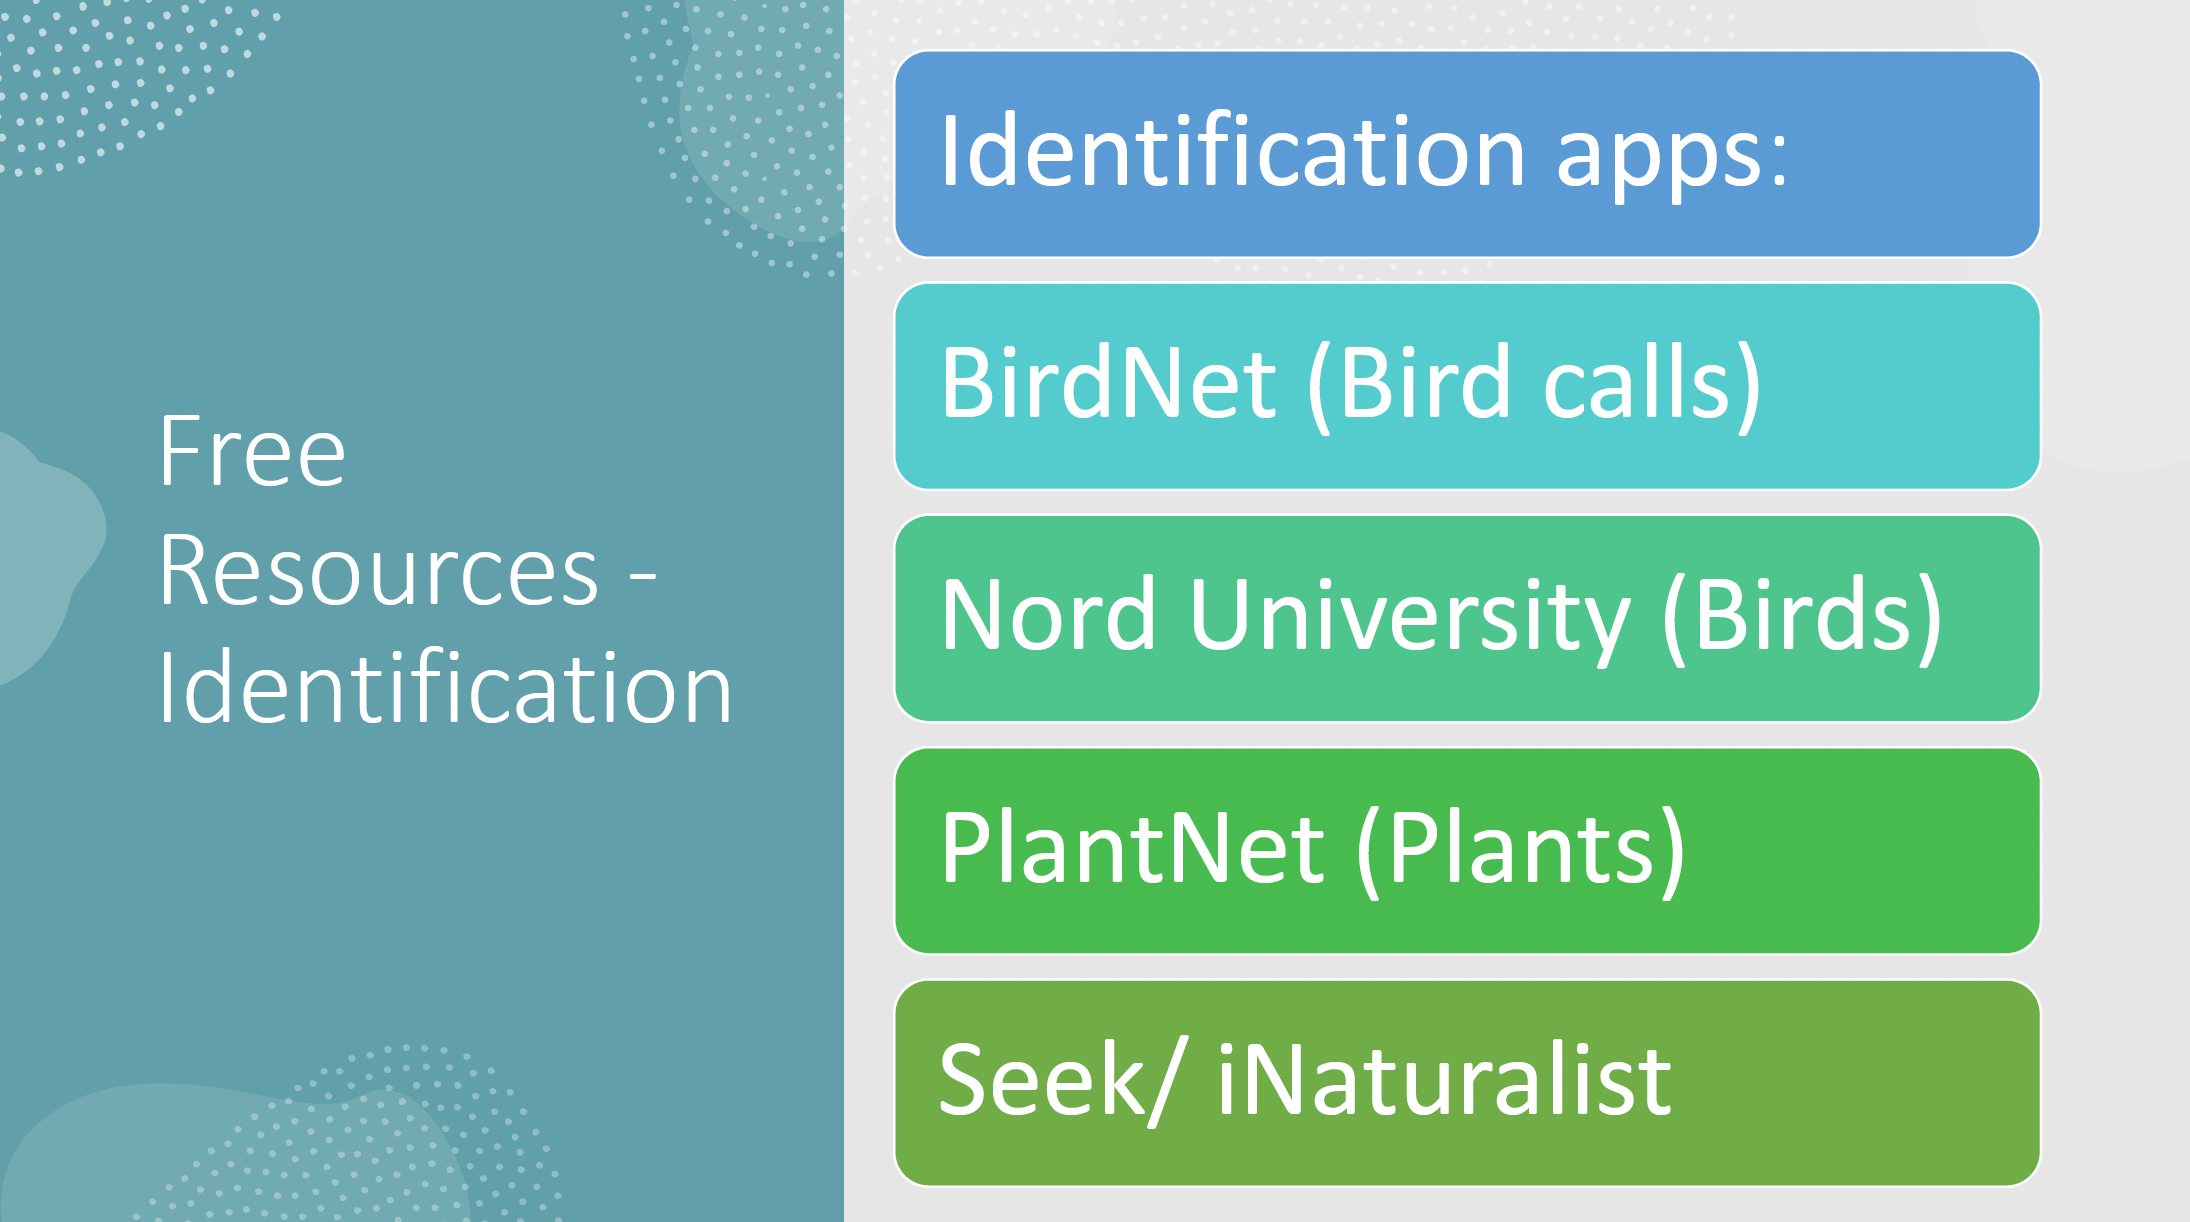 Free
Resources -
Identification
Identification apps:
BirdNet (Bird calls)
Nord University (Birds)
PlantNet (Plants)
Seek/ iNaturalist